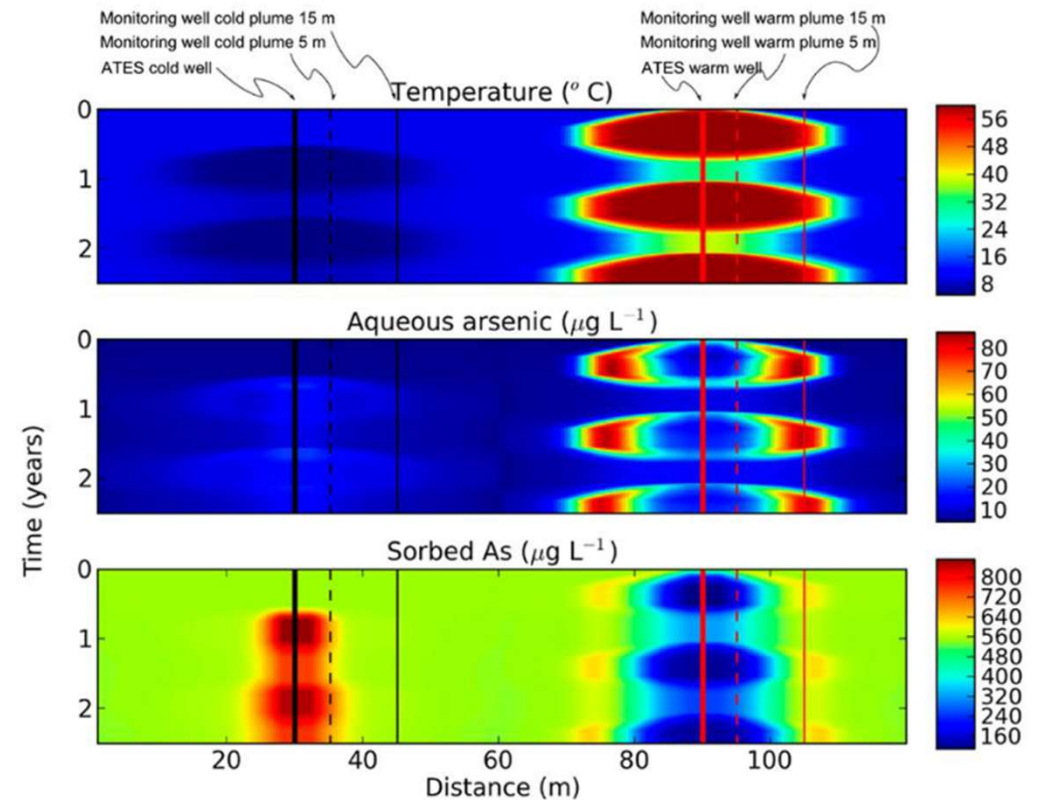 Monitoring well cold plume 15 m
Monitoring well cold plume 5 m
ATES cold well
Monitoring well warm plume 15 m
Monitoring well warm plume 5 m
ATES warm well
Temperature (° C)
0
1
2
56
48
40
32
24
16
8
Aqueous arsenic (μg L⁻¹)
0
1
2
80
70
60
50
40
30
20
10
Time (years)
Sorbed As (μg L⁻¹)
0
1
2
800
720
640
560
480
400
320
240
160
20 40 60 80 100
Distance (m)